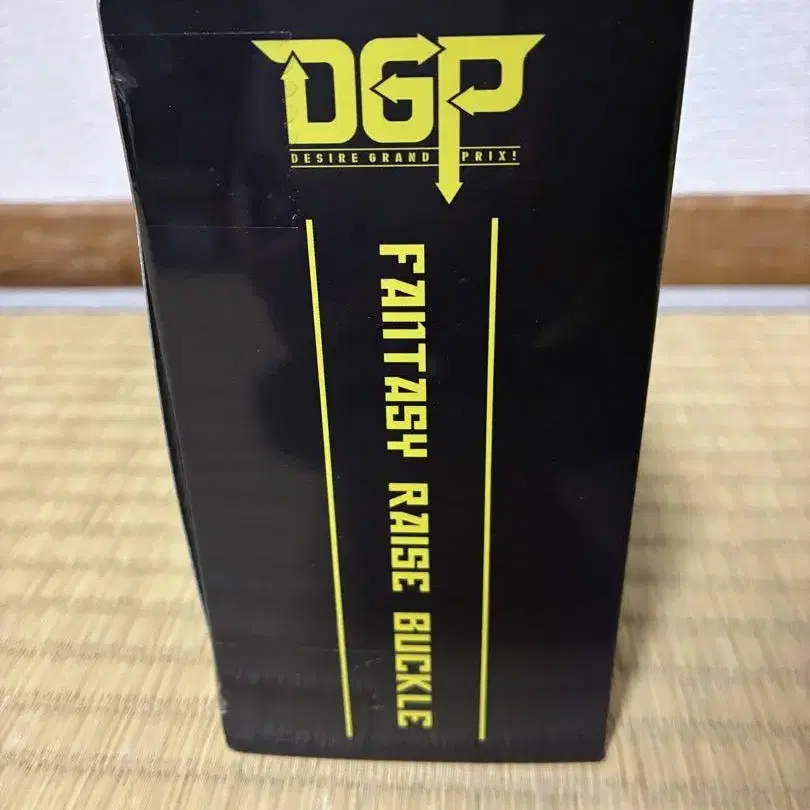 DGP
DESIRE GRAND PRIX!
FANTASY RAISE BUCKLE